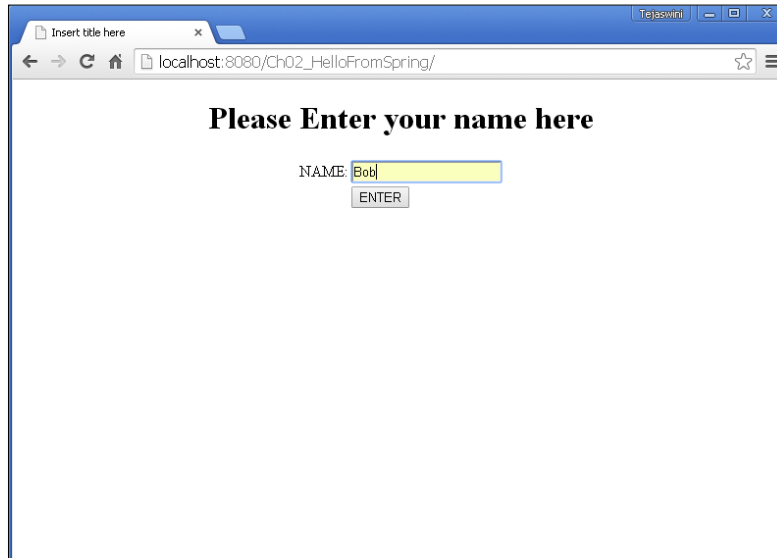 Tejaswini
Insert title here
localhost:8080/Ch02_HelloFromSpring/
Please Enter your name here
NAME: Bob
ENTER